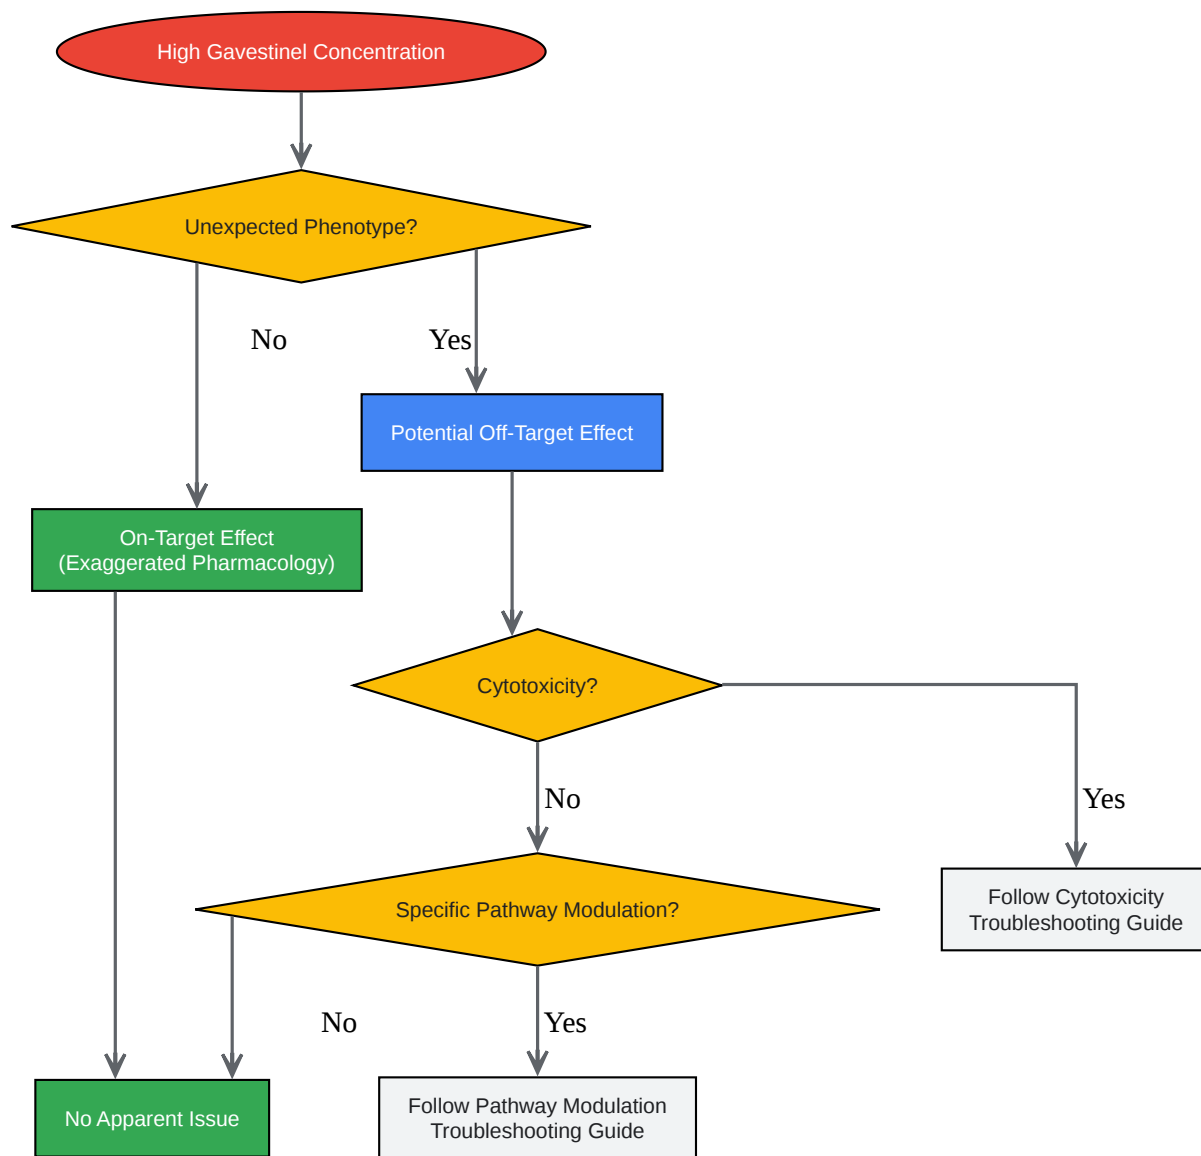 High Gavestinel Concentration
Unexpected Phenotype?
No
Yes
Potential Off-Target Effect
On-Target Effect
(Exaggerated Pharmacology)
Cytotoxicity?
No
Yes
Follow Cytotoxicity
Troubleshooting Guide
Specific Pathway Modulation?
No
Yes
No Apparent Issue
Follow Pathway Modulation
Troubleshooting Guide